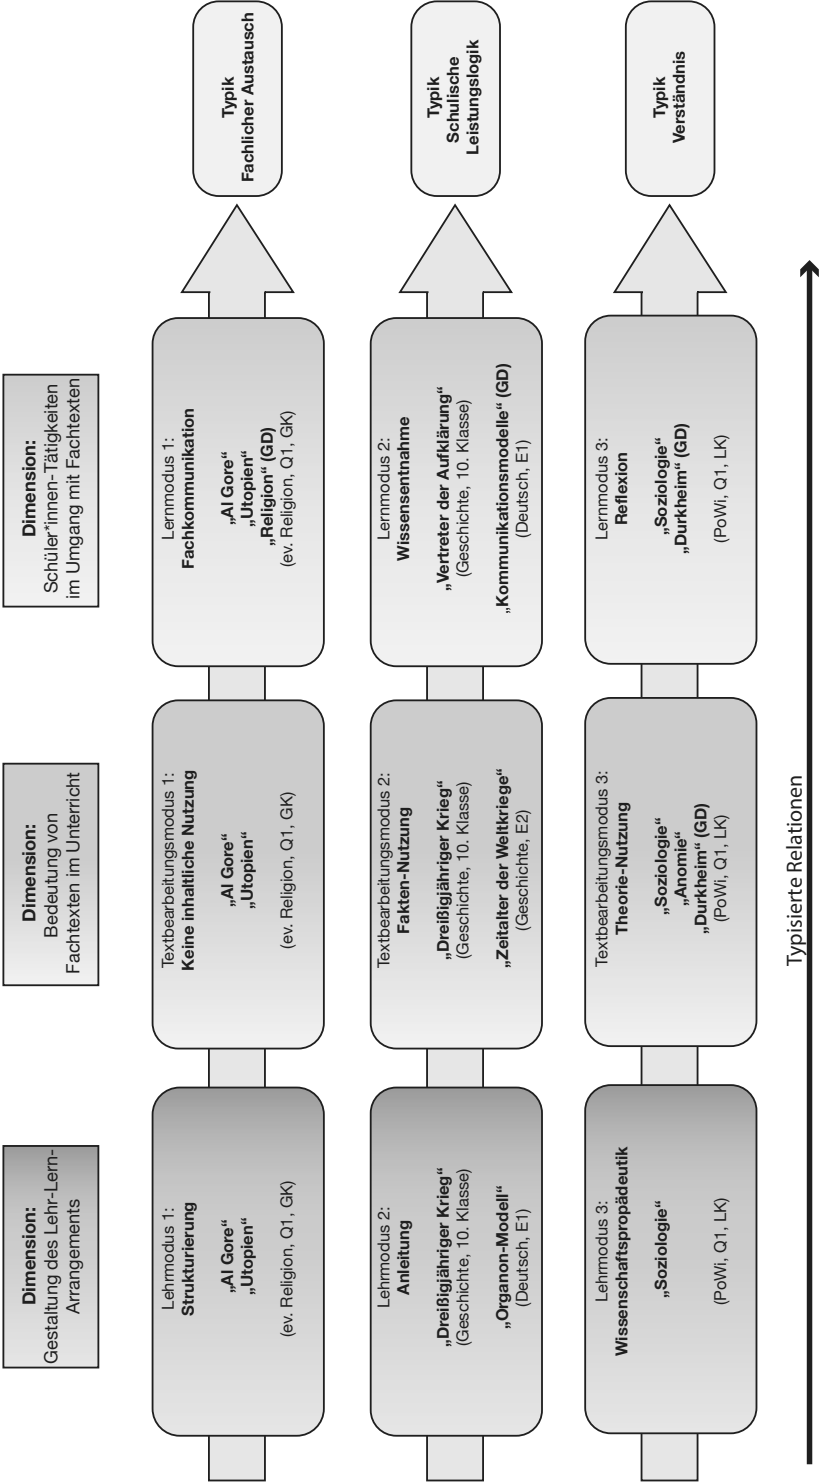 Dimension:
Gestaltung des Lehr-Lern-
Arrangements
Dimension:
Bedeutung von
Fachtexten im Unterricht
Dimension:
Schüler*innen-Tätigkeiten
im Umgang mit Fachtexten
Lehrmodus 1:
Strukturierung
„Al Gore“
„Utopien“
(ev. Religion, Q1, GK)
Textbearbeitungsmodus 1:
Keine inhaltliche Nutzung
„Al Gore“
„Utopien“
(ev. Religion, Q1, GK)
Lernmodus 1:
Fachkommunikation
„Al Gore“
„Utopien“
„Religion“ (GD)
(ev. Religion, Q1, GK)
Typik
Fachlicher Austausch
Lehrmodus 2:
Anleitung
„Dreißigjähriger Krieg“
(Geschichte, 10. Klasse)
„Organon-Modell“
(Deutsch, E1)
Textbearbeitungsmodus 2:
Fakten-Nutzung
„Dreißigjähriger Krieg“
(Geschichte, 10. Klasse)
„Zeitalter der Weltkriege“
(Geschichte, E2)
Lernmodus 2:
Wissensentnahme
„Vertreter der Aufklärung“
(Geschichte, 10. Klasse)
„Kommunikationsmodelle“ (GD)
(Deutsch, E1)
Typik
Schulische
Leistungslogik
Lehrmodus 3:
Wissenschaftspropädeutik
„Soziologie“
(PoWi, Q1, LK)
Textbearbeitungsmodus 3:
Theorie-Nutzung
„Soziologie“
„Anomie“
„Durkheim“ (GD)
(PoWi, Q1, LK)
Lernmodus 3:
Reflexion
„Soziologie“
„Durkheim“ (GD)
(PoWi, Q1, LK)
Typik
Verständnis
Typisierte Relationen